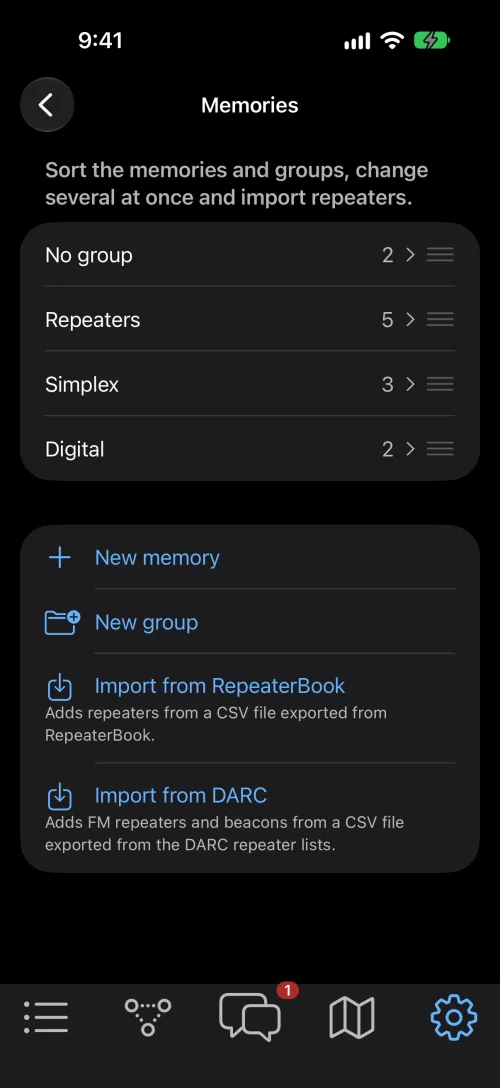 9:41
Memories
Sort the memories and groups, change
several at once and import repeaters.
No group 2
Repeaters 5
Simplex 3
Digital 2
New memory
New group
Import from RepeaterBook
Adds repeaters from a CSV file exported from
RepeaterBook.
Import from DARC
Adds FM repeaters and beacons from a CSV file
exported from the DARC repeater lists.
1